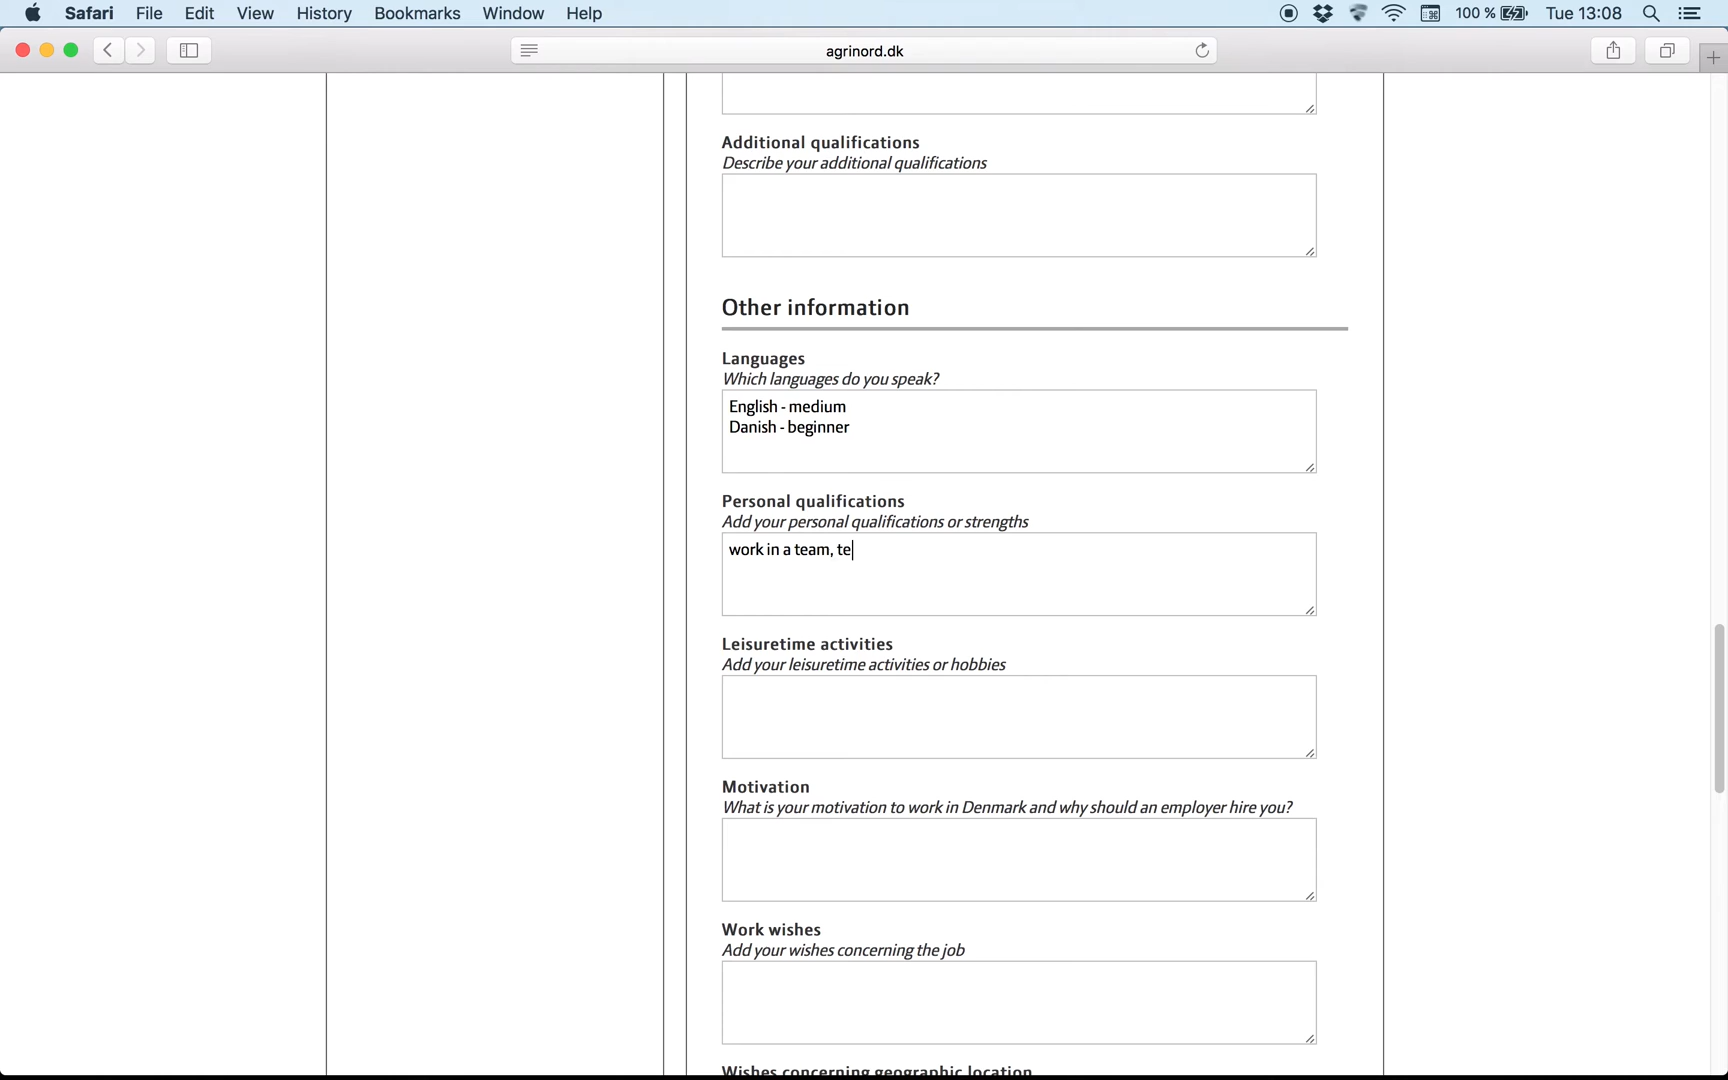 Safari File Edit View History Bookmarks Window Help 100 % Tue 13:08
agrinord.dk
Additional qualifications
Describe your additional qualifications
Other information
Languages
Which languages do you speak?
English - medium
Danish - beginner
Personal qualifications
Add your personal qualifications or strengths
work in a team, te
Leisuretime activities
Add your leisuretime activities or hobbies
Motivation
What is your motivation to work in Denmark and why should an employer hire you?
Work wishes
Add your wishes concerning the job
Wishes concerning geographic location